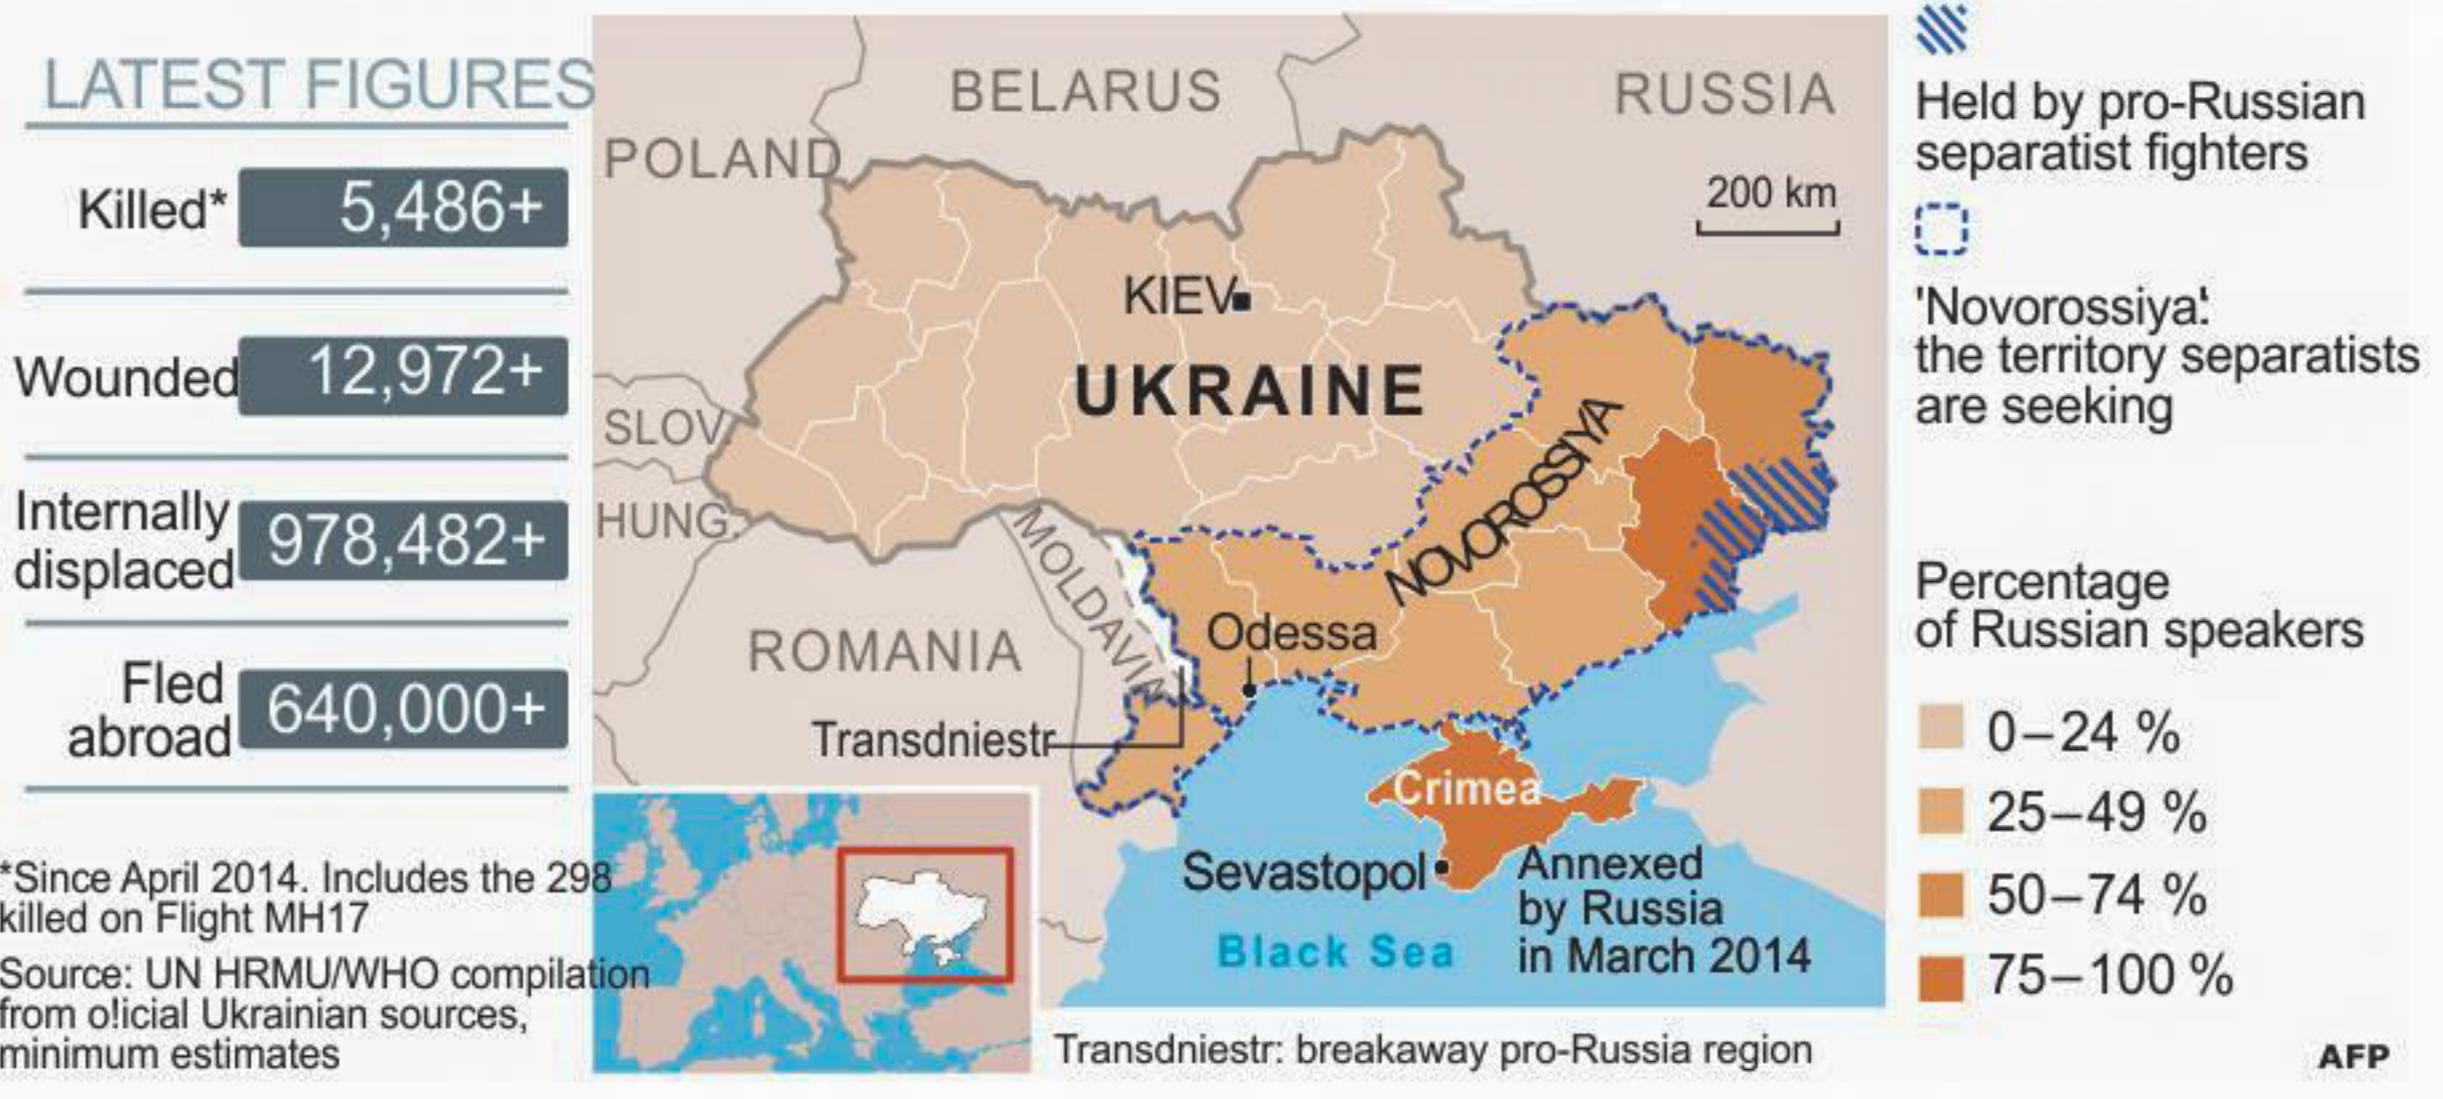 LATEST FIGURES
Killed* 5,486+
Wounded 12,972+
Internally
displaced 978,482+
Fled
abroad 640,000+
*Since April 2014. Includes the 298
killed on Flight MH17
Source: UN HRMU/WHO compilation
from o!icial Ukrainian sources,
minimum estimates
POLAND
BELARUS
RUSSIA
200 km
KIEV
UKRAINE
SLOV.
HUNG.
MOLDAVIN
NOVOROSSIYA
ROMANIA
Odessa
Transdniestr
Crimea
Sevastopol
Annexed
by Russia
in March 2014
Black Sea
Transdniestr: breakaway pro-Russia region
Held by pro-Russian
separatist fighters
'Novorossiya':
the territory separatists
are seeking
Percentage
of Russian speakers
0–24 %
25–49 %
50–74 %
75–100 %
AFP